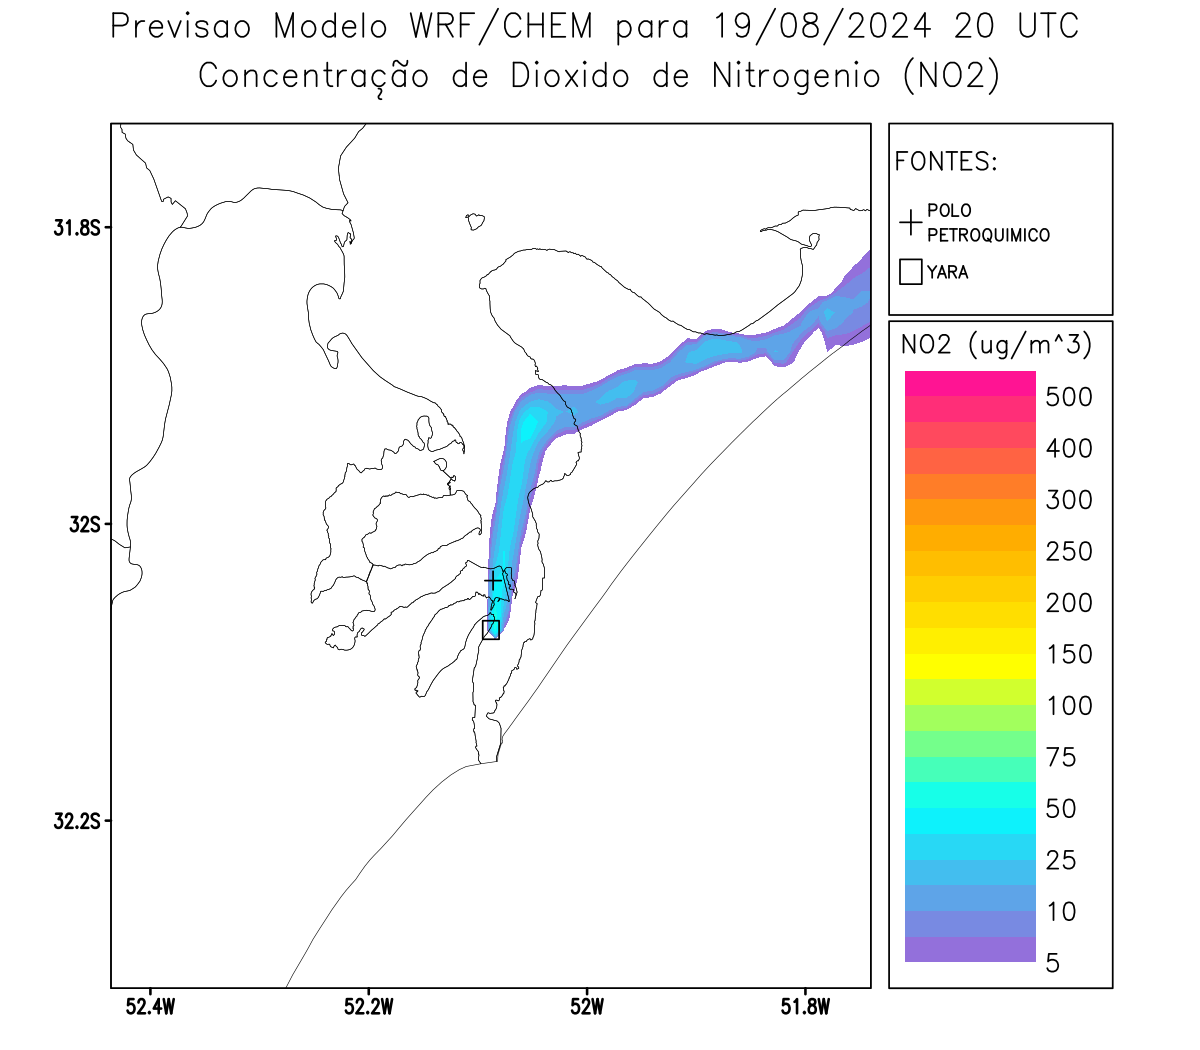 Previsao Modelo WRF/CHEM para 19/08/2024 20 UTC
Concentração de Dioxido de Nitrogenio (NO2)
FONTES:
POLO
PETROQUIMICO
YARA
NO2 (ug/m^3)
500
400
300
250
200
150
100
75
50
25
10
5
31.8S
32S
32.2S
52.4W
52.2W
52W
51.8W